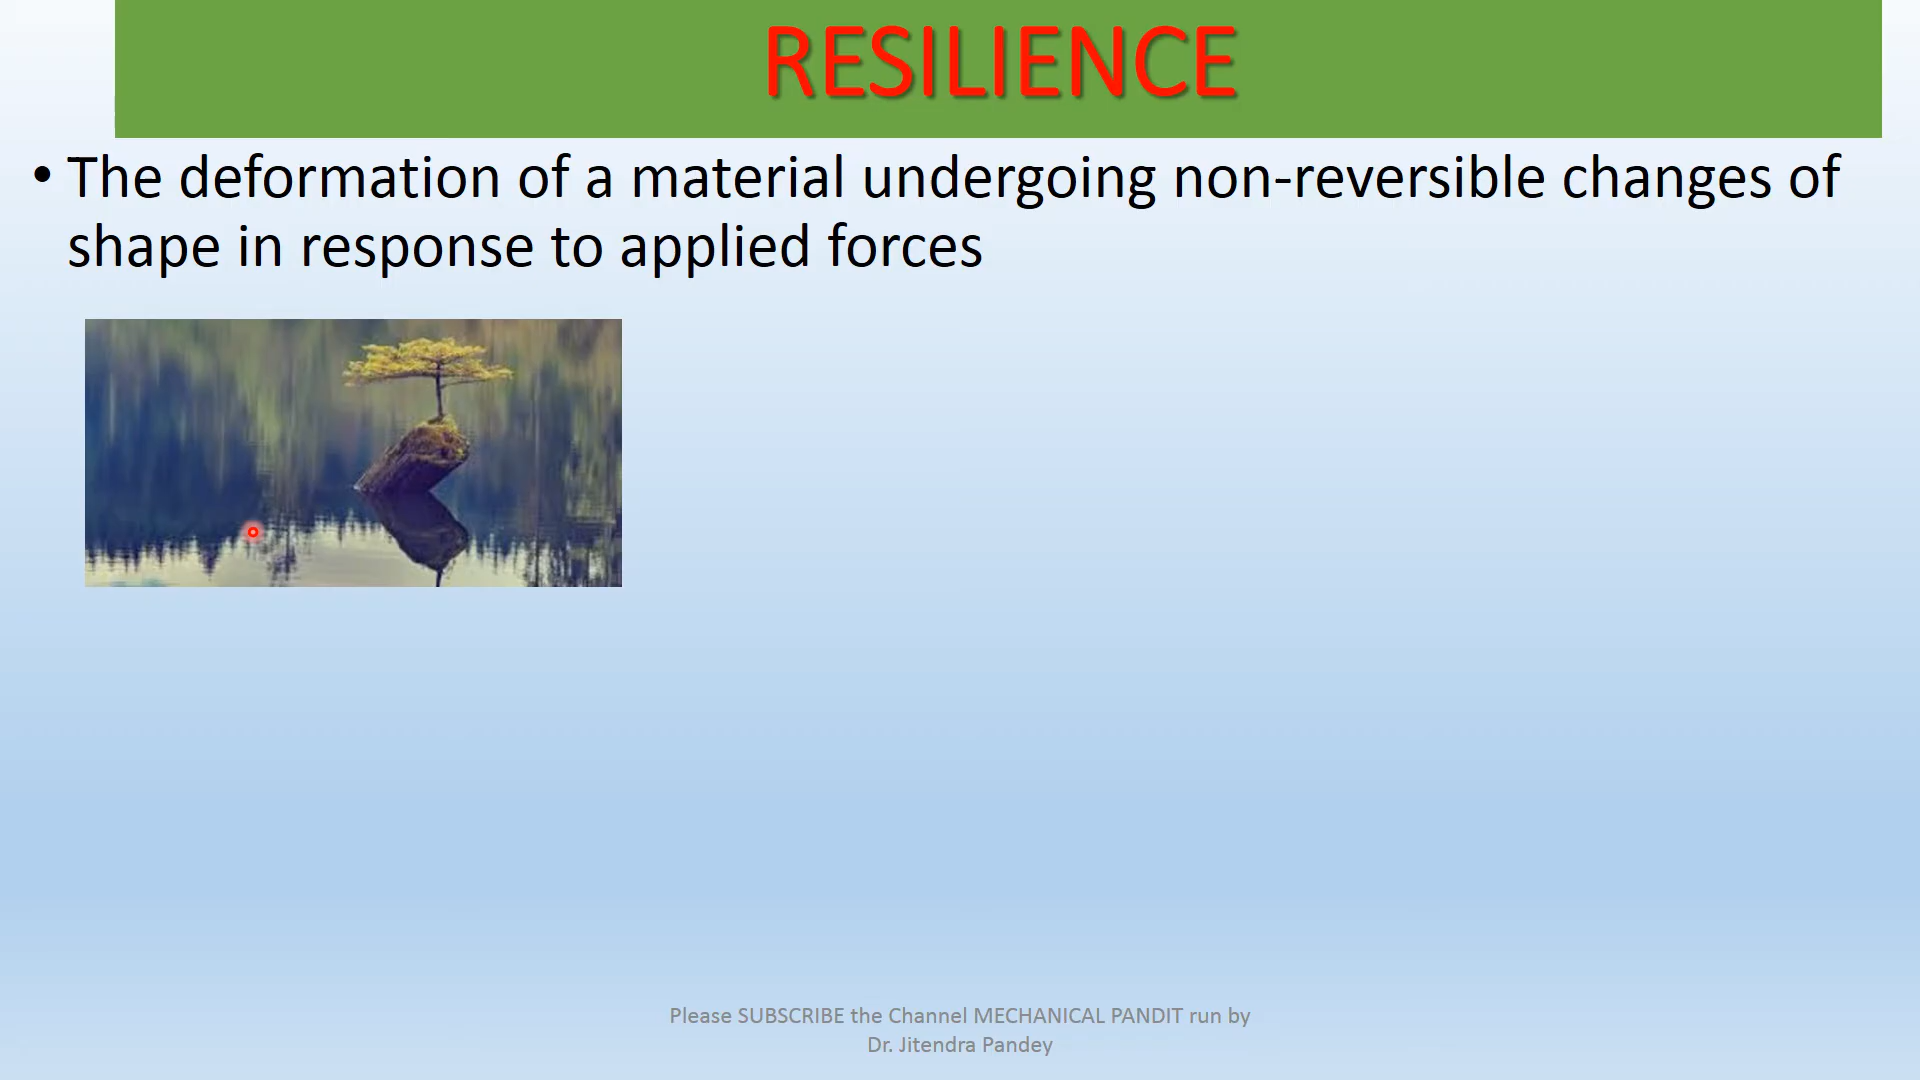 RESILIENCE
• The deformation of a material undergoing non-reversible changes of
shape in response to applied forces
Please SUBSCRIBE the Channel MECHANICAL PANDIT run by
Dr. Jitendra Pandey